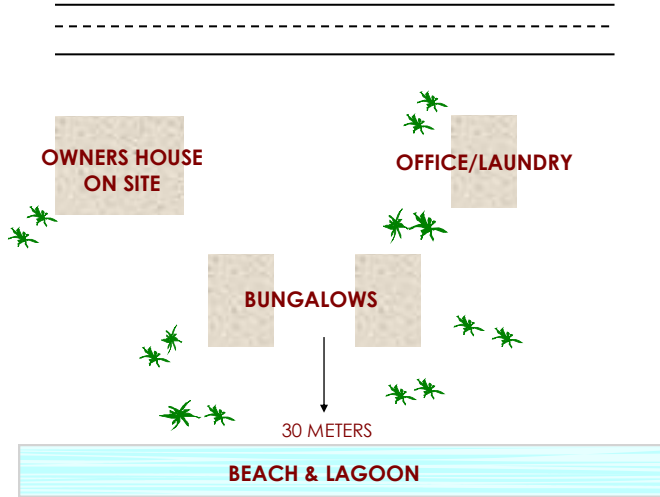 OWNERS HOUSE
ON SITE
OFFICE/LAUNDRY
BUNGALOWS
30 METERS
BEACH & LAGOON